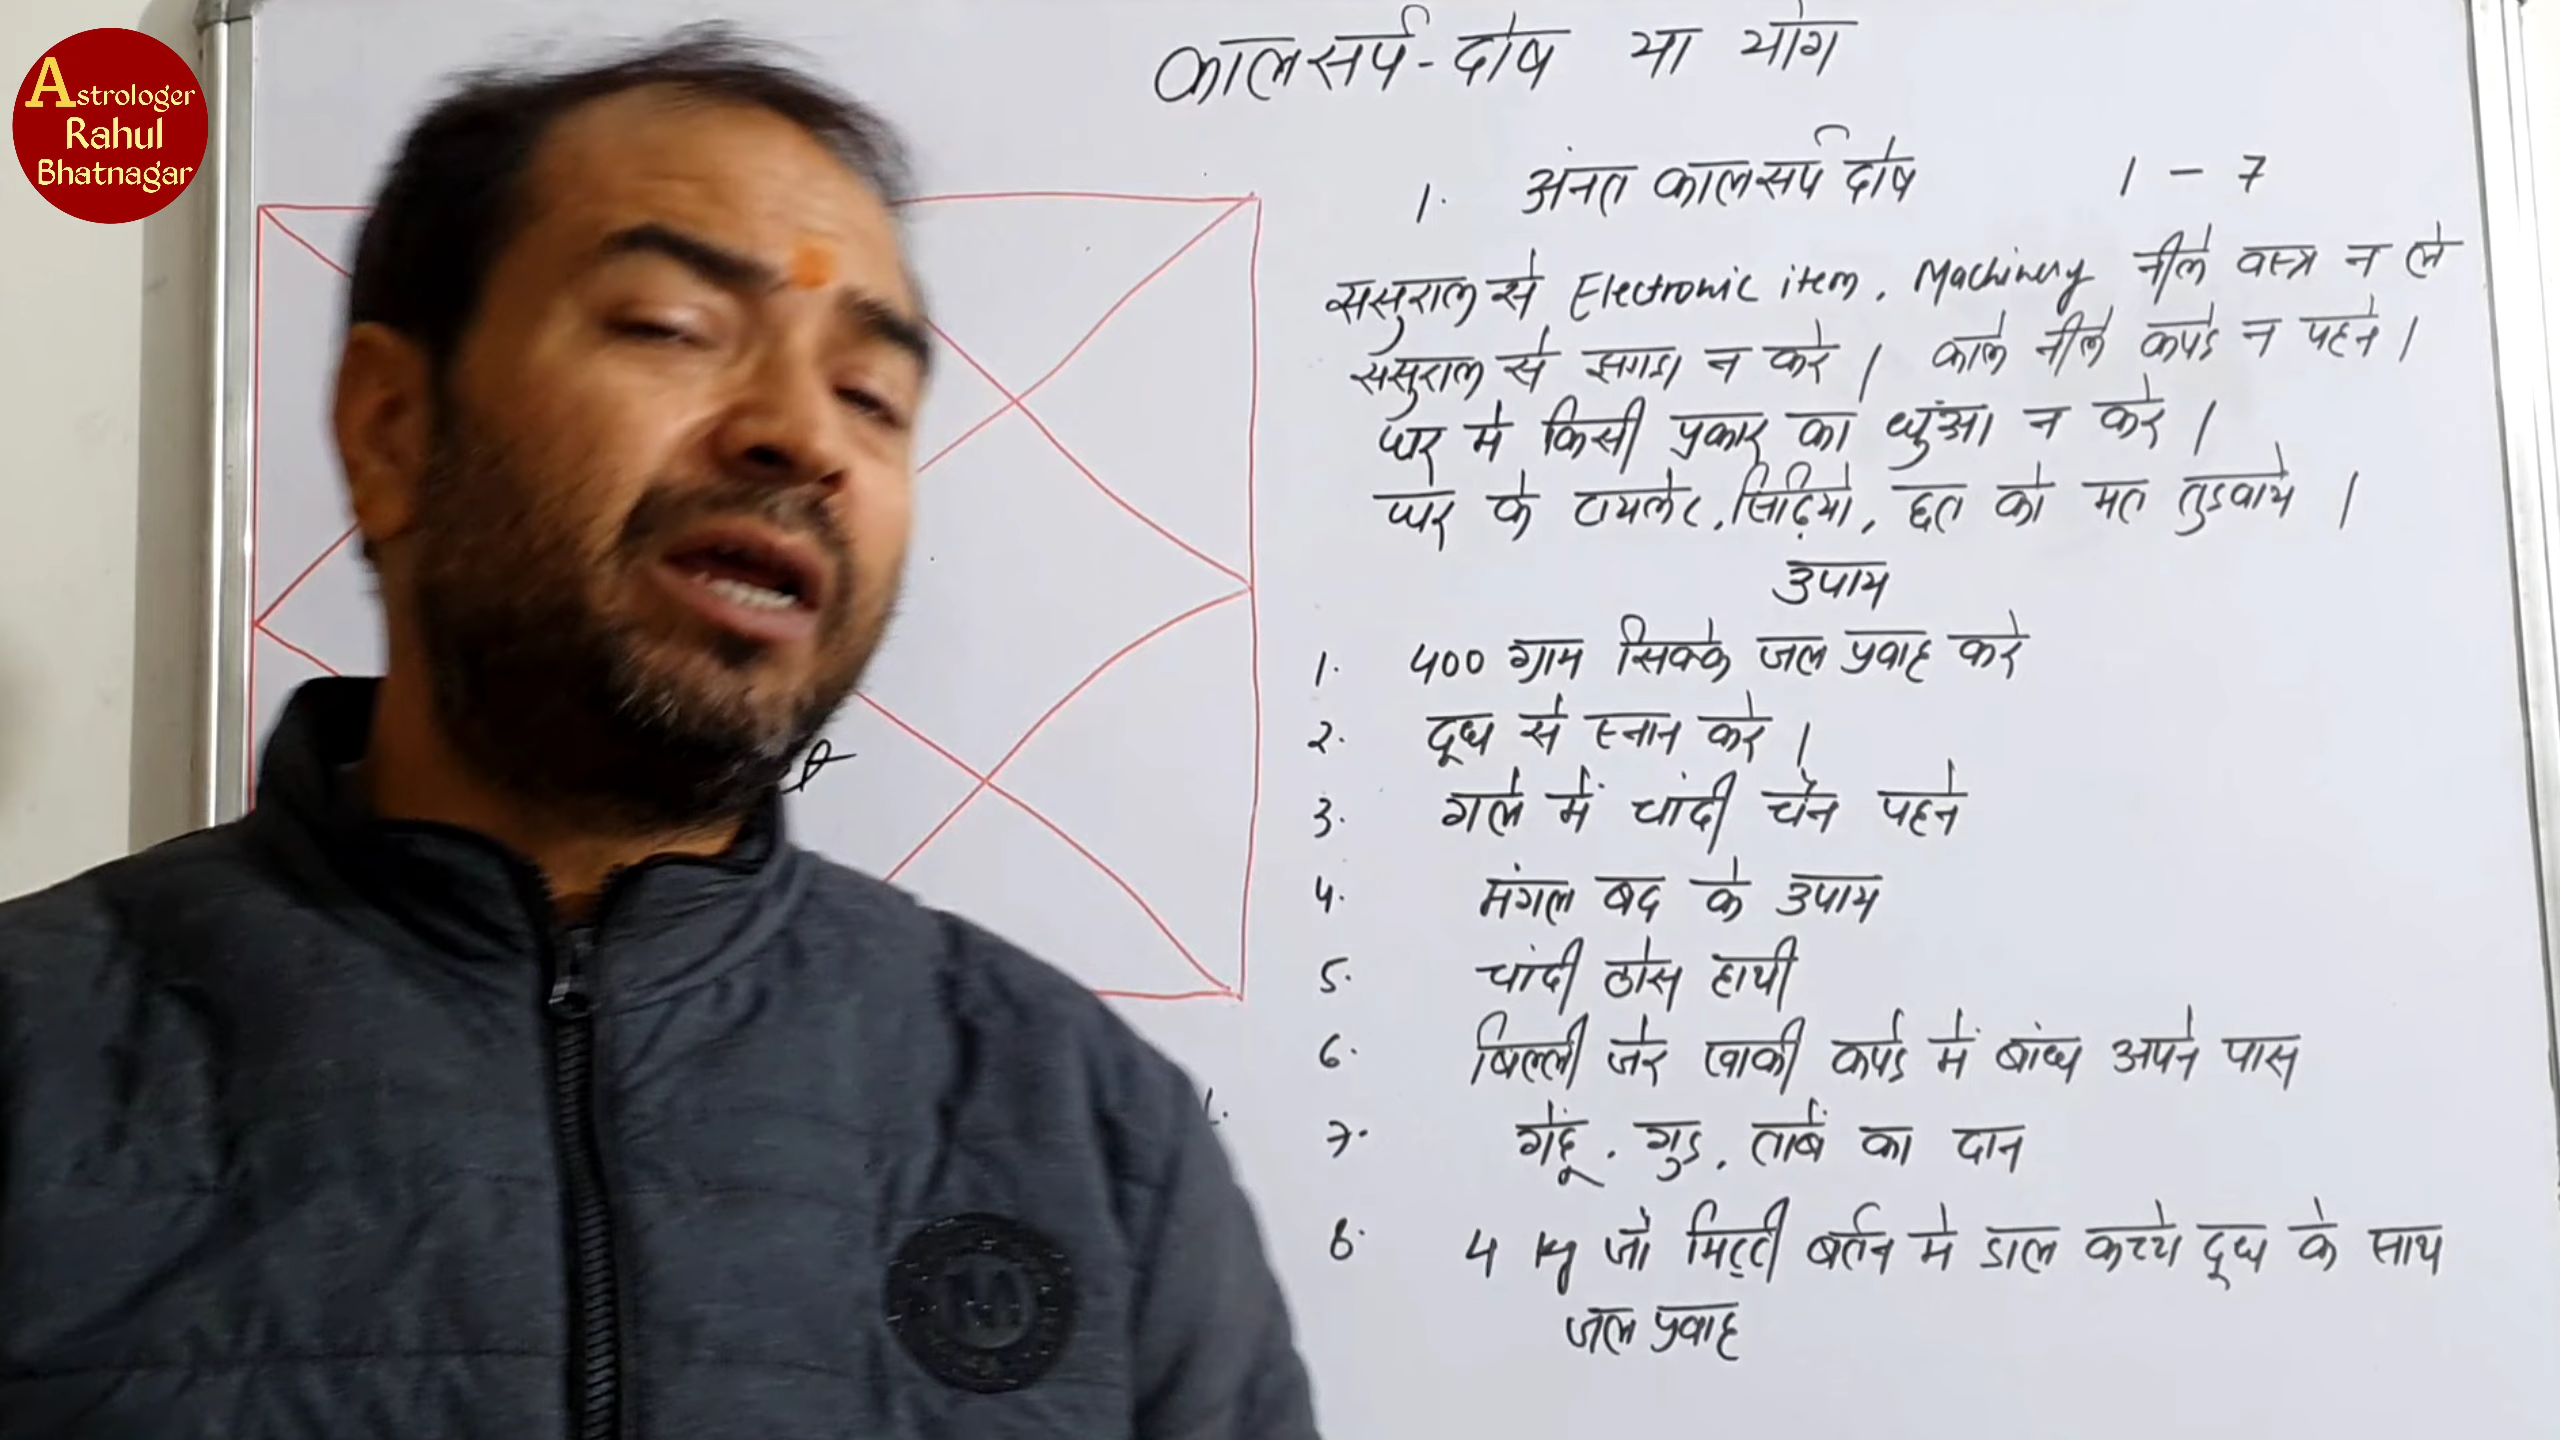 Astrologer
Rahul
Bhatnagar
कालसर्प-दोष या योग
1. अंनत कालसर्प दोष 1 - 7
ससुराल से Electronic item, Machinery नीले वस्त्र न ले
ससुराल से झगडा न करे। काले नीले कपडे न पहने।
घर मे किसी प्रकार का धुंआ न करे।
घर के टायलेट, सिढ़ियो, छत को मत तुडवाये।
उपाय
1. 400 ग्राम सिक्के जल प्रवाह करे
2. दूध से स्नान करे।
3. गले में चांदी चैन पहने
4. मंगल बद के उपाय
5. चांदी ठोस हाथी
6. बिल्ली जेर खाकी कपडे में बांध अपने पास
7. गेहूं, गुड, ताबें का दान
8. 4 kg जौ मिट्टी बर्तन मे डाल कच्चे दूध के साथ
जल प्रवाह